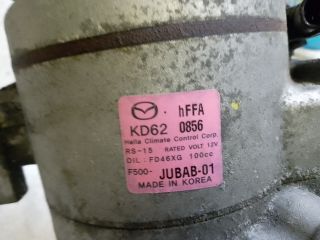 hFFA
KD62 0856
Halla Climate Control Corp.
RS-15 RATED VOLT 12V
OIL: FD46XG 100cc
F500- JUBAB-01
MADE IN KOREA